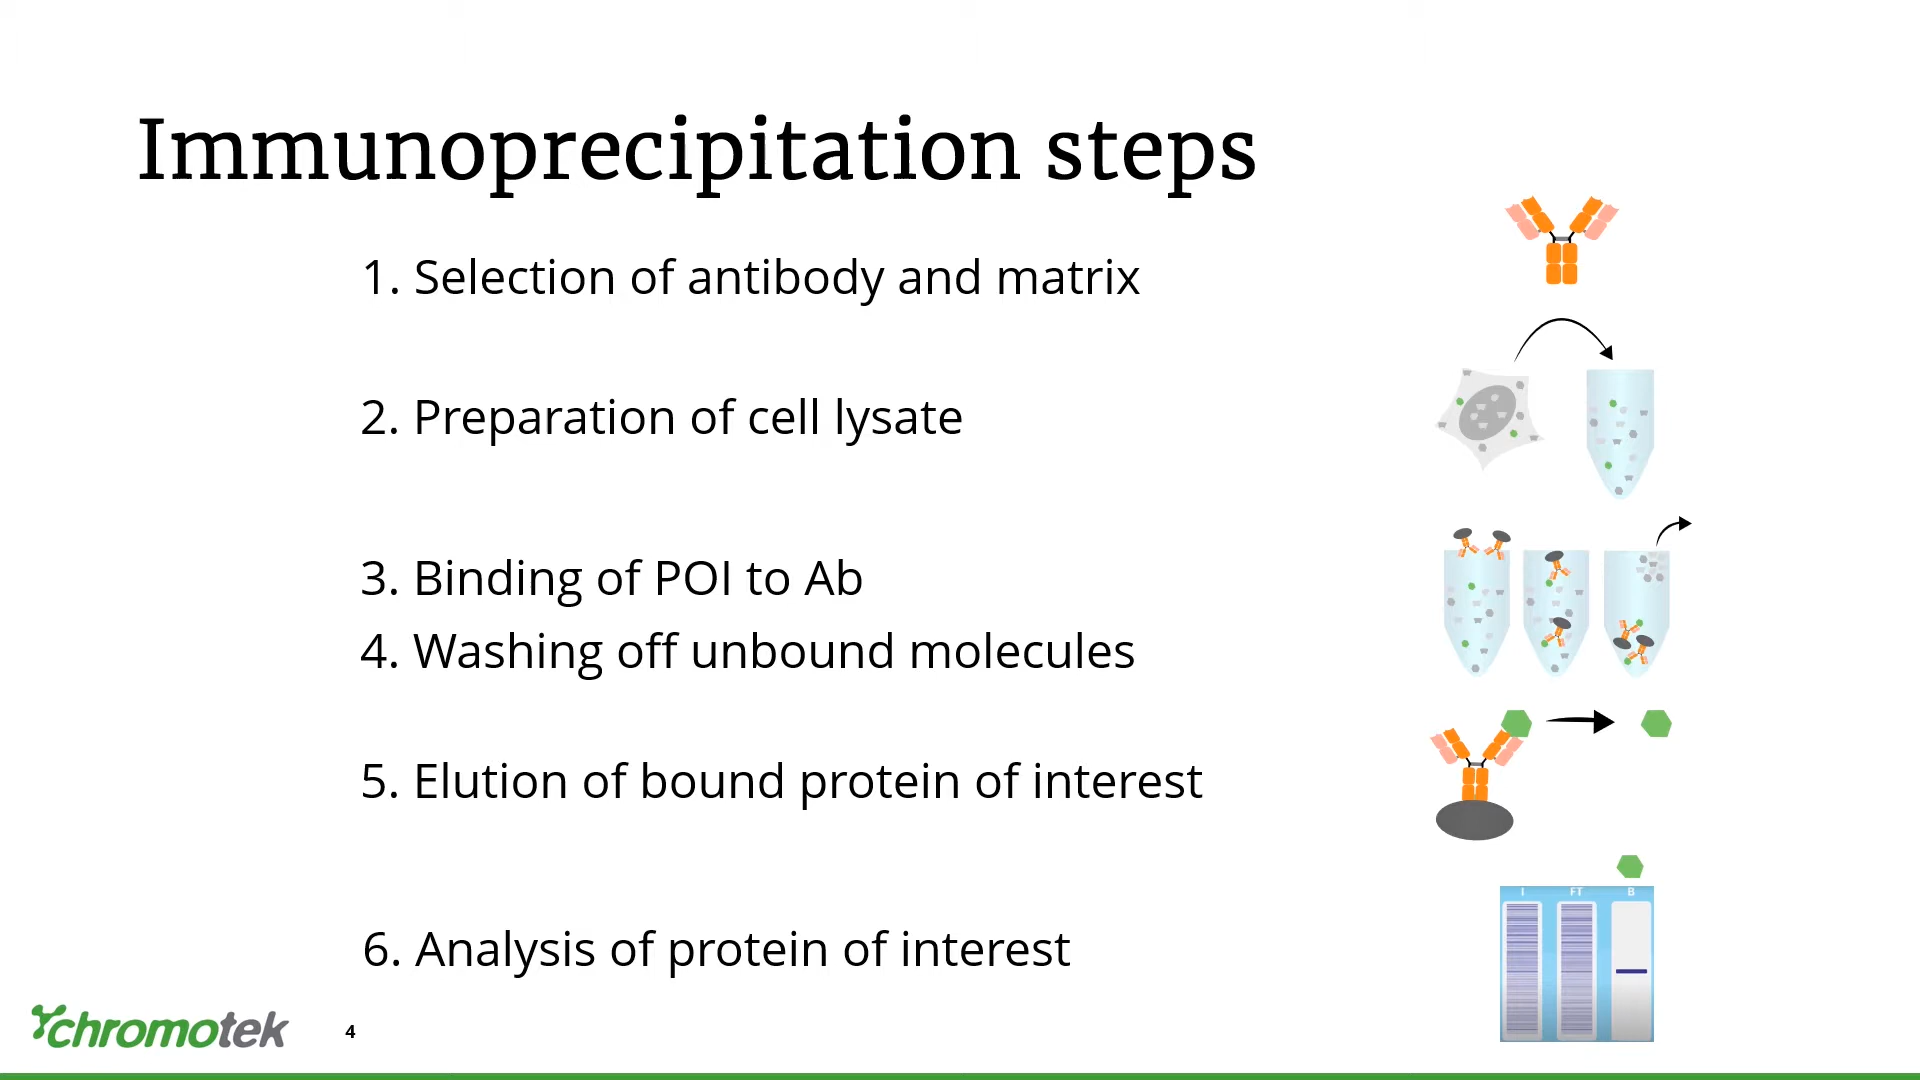 Immunoprecipitation steps
1. Selection of antibody and matrix
2. Preparation of cell lysate
3. Binding of POI to Ab
4. Washing off unbound molecules
5. Elution of bound protein of interest
I FT B
6. Analysis of protein of interest
chromotek
4